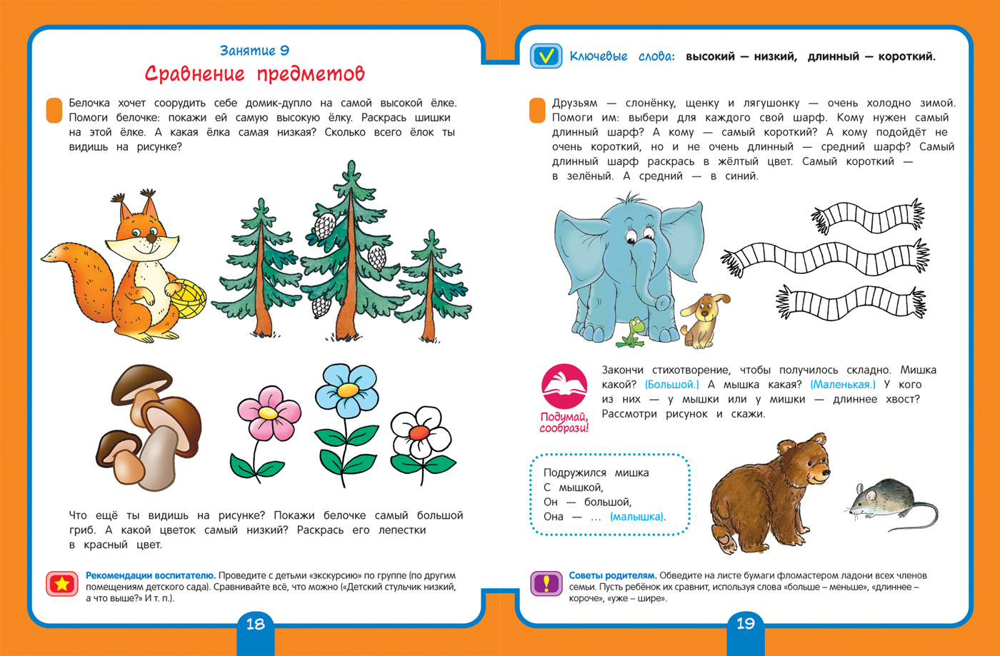 Занятие 9
Сравнение предметов
Белочка хочет соорудить себе домик-дупло на самой высокой ёлке.
Помоги белочке: покажи ей самую высокую ёлку. Раскрась шишки
на этой ёлке. А какая ёлка самая низкая? Сколько всего ёлок ты
видишь на рисунке?
Что ещё ты видишь на рисунке? Покажи белочке самый большой
гриб. А какой цветок самый низкий? Раскрась его лепестки
в красный цвет.
Рекомендации воспитателю. Проведите с детьми «экскурсию» по группе (по другим
помещениям детского сада). Сравнивайте всё, что можно («Детский стульчик низкий,
а что выше?» И т. п.).
18
Ключевые слова: высокий – низкий, длинный – короткий.
Друзьям — слонёнку, щенку и лягушонку — очень холодно зимой.
Помоги им: выбери для каждого свой шарф. Кому нужен самый
длинный шарф? А кому — самый короткий? А кому подойдёт не
очень короткий, но и не очень длинный — средний шарф? Самый
длинный шарф раскрась в жёлтый цвет. Самый короткий —
в зелёный. А средний — в синий.
Подумай,
сообрази!
Закончи стихотворение, чтобы получилось складно. Мишка
какой? (Большой.) А мышка какая? (Маленькая.) У кого
из них — у мышки или у мишки — длиннее хвост?
Рассмотри рисунок и скажи.
Подружился мишка
С мышкой,
Он — большой,
Она — ... (малышка).
Советы родителям. Обведите на листе бумаги фломастером ладони всех членов
семьи. Пусть ребёнок их сравнит, используя слова «больше – меньше», «длиннее –
короче», «уже – шире».
19